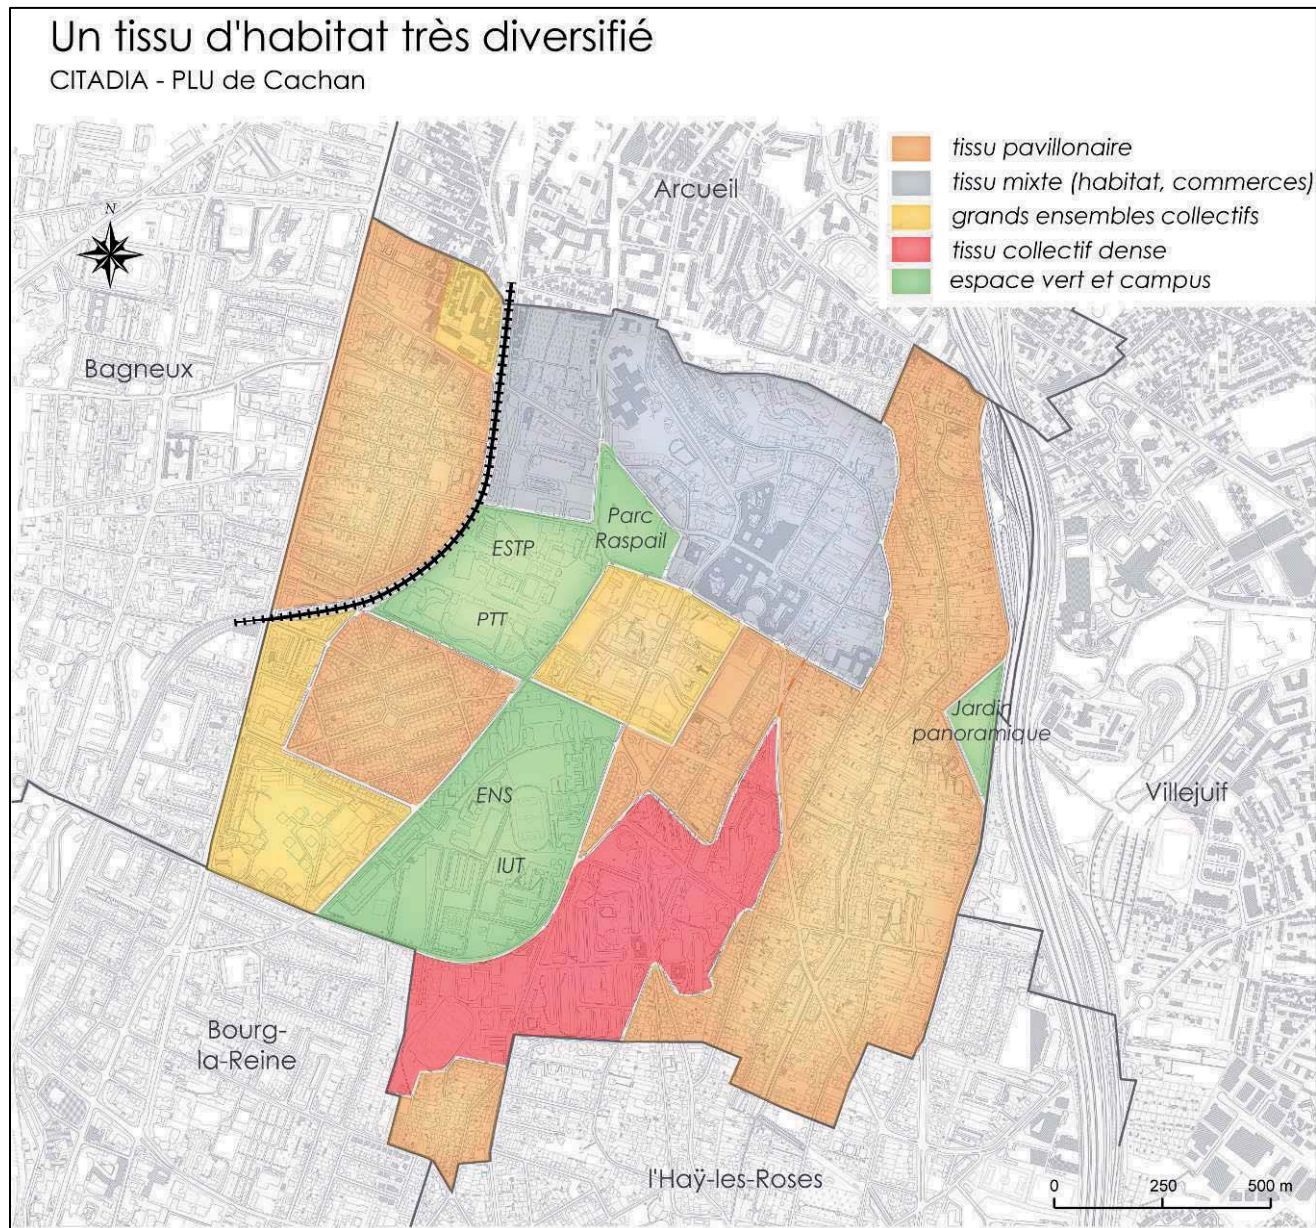 Un tissu d'habitat très diversifié
CITADIA - PLU de Cachan
tissu pavillonaire
tissu mixte (habitat, commerces)
grands ensembles collectifs
tissu collectif dense
espace vert et campus
Arcueil
N
Bagneux
Parc
Raspail
ESTP
PTT
Jardin
panoramique
Villejuif
ENS
IUT
Bourg-
la-Reine
l'Haÿ-les-Roses
0 250 500 m